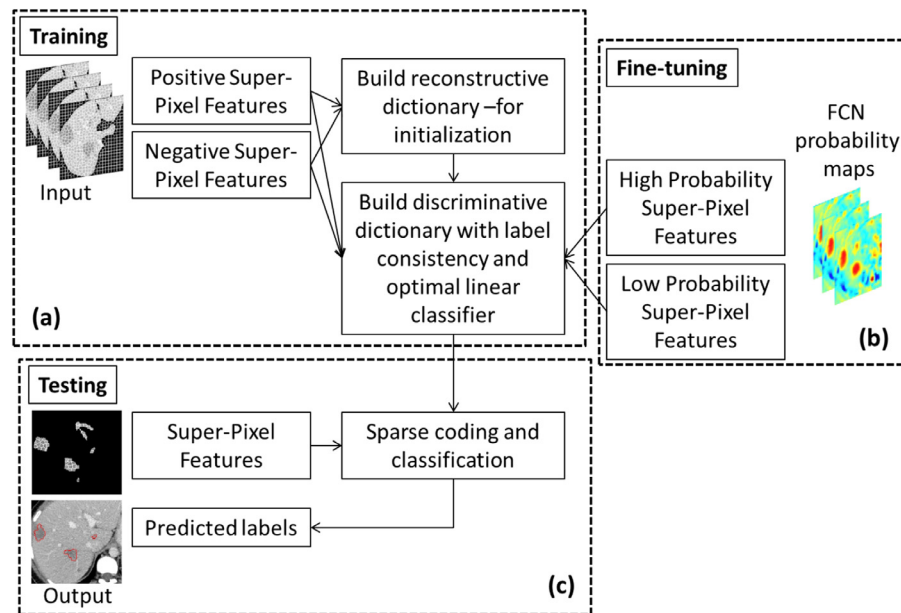 Training
Input
Positive Super-
Pixel Features
Negative Super-
Pixel Features
Build reconstructive
dictionary –for
initialization
Build discriminative
dictionary with label
consistency and
optimal linear
classifier
(a)
Fine-tuning
FCN
probability
maps
High Probability
Super-Pixel
Features
Low Probability
Super-Pixel
Features
(b)
Testing
Super-Pixel
Features
Sparse coding and
classification
Predicted labels
Output
(c)